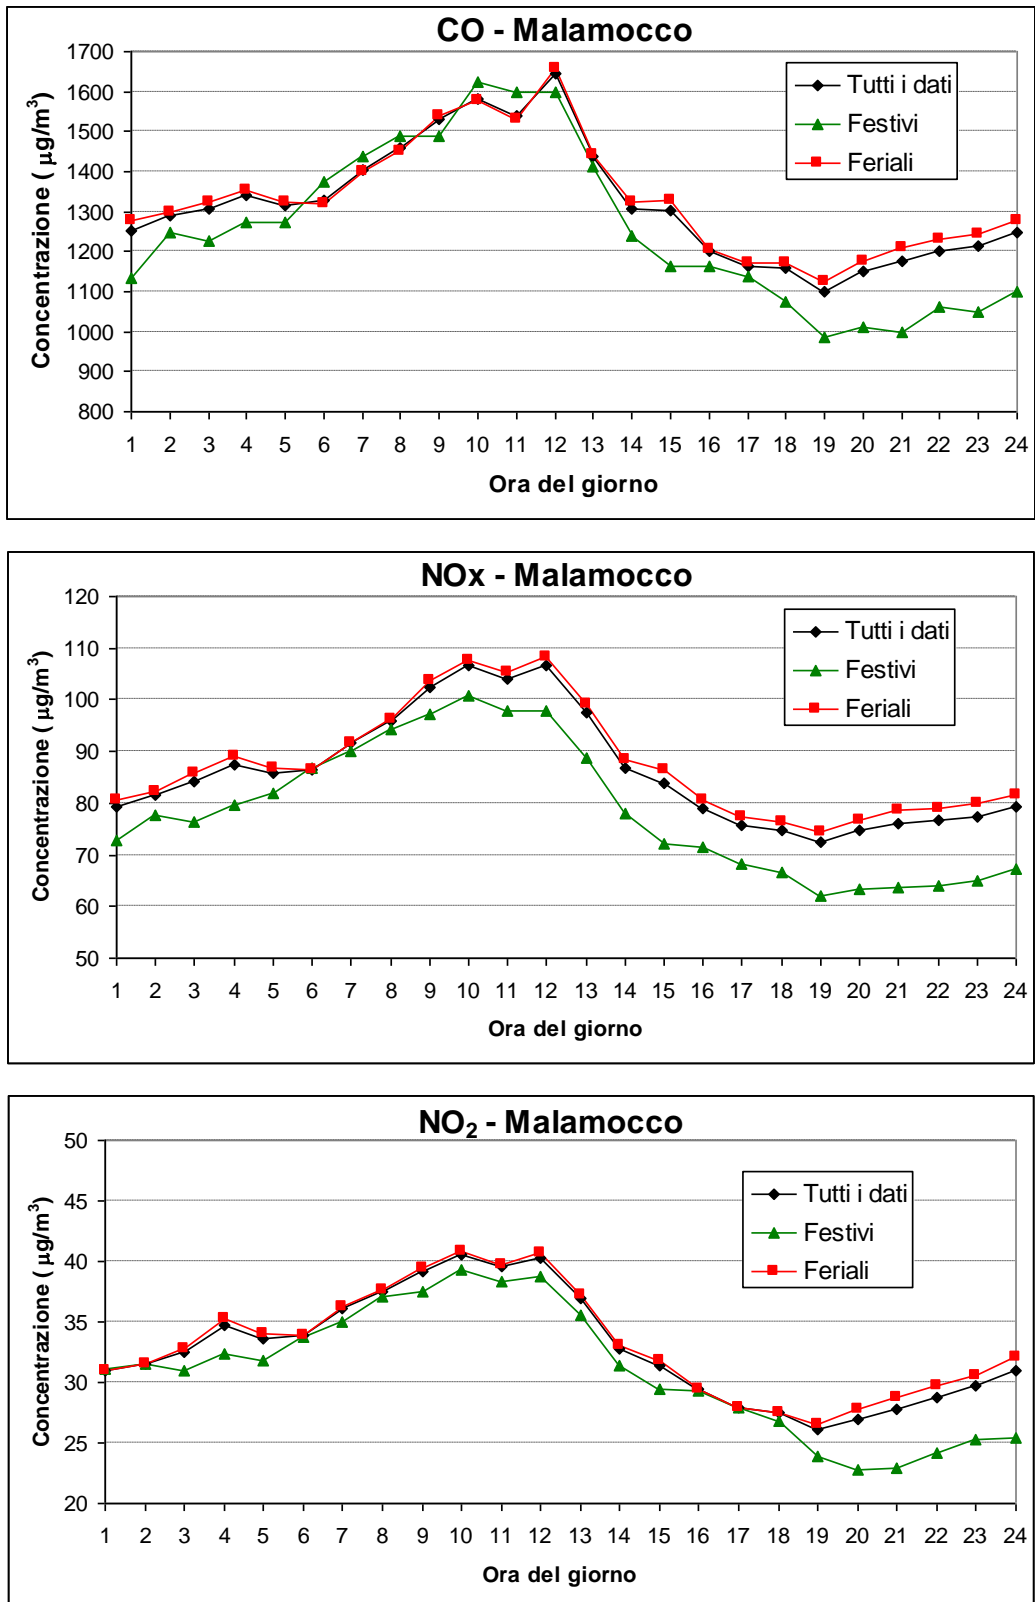 CO - Malamocco
1700
1600
1500
1400
1300
1200
1100
1000
900
800
Concentrazione ( µg/m³)
Tutti i dati
Festivi
Feriali
1 2 3 4 5 6 7 8 9 10 11 12 13 14 15 16 17 18 19 20 21 22 23 24
Ora del giorno
NOx - Malamocco
120
110
100
90
80
70
60
50
Concentrazione ( µg/m³)
Tutti i dati
Festivi
Feriali
1 2 3 4 5 6 7 8 9 10 11 12 13 14 15 16 17 18 19 20 21 22 23 24
Ora del giorno
NO₂ - Malamocco
50
45
40
35
30
25
20
Concentrazione ( µg/m³)
Tutti i dati
Festivi
Feriali
1 2 3 4 5 6 7 8 9 10 11 12 13 14 15 16 17 18 19 20 21 22 23 24
Ora del giorno